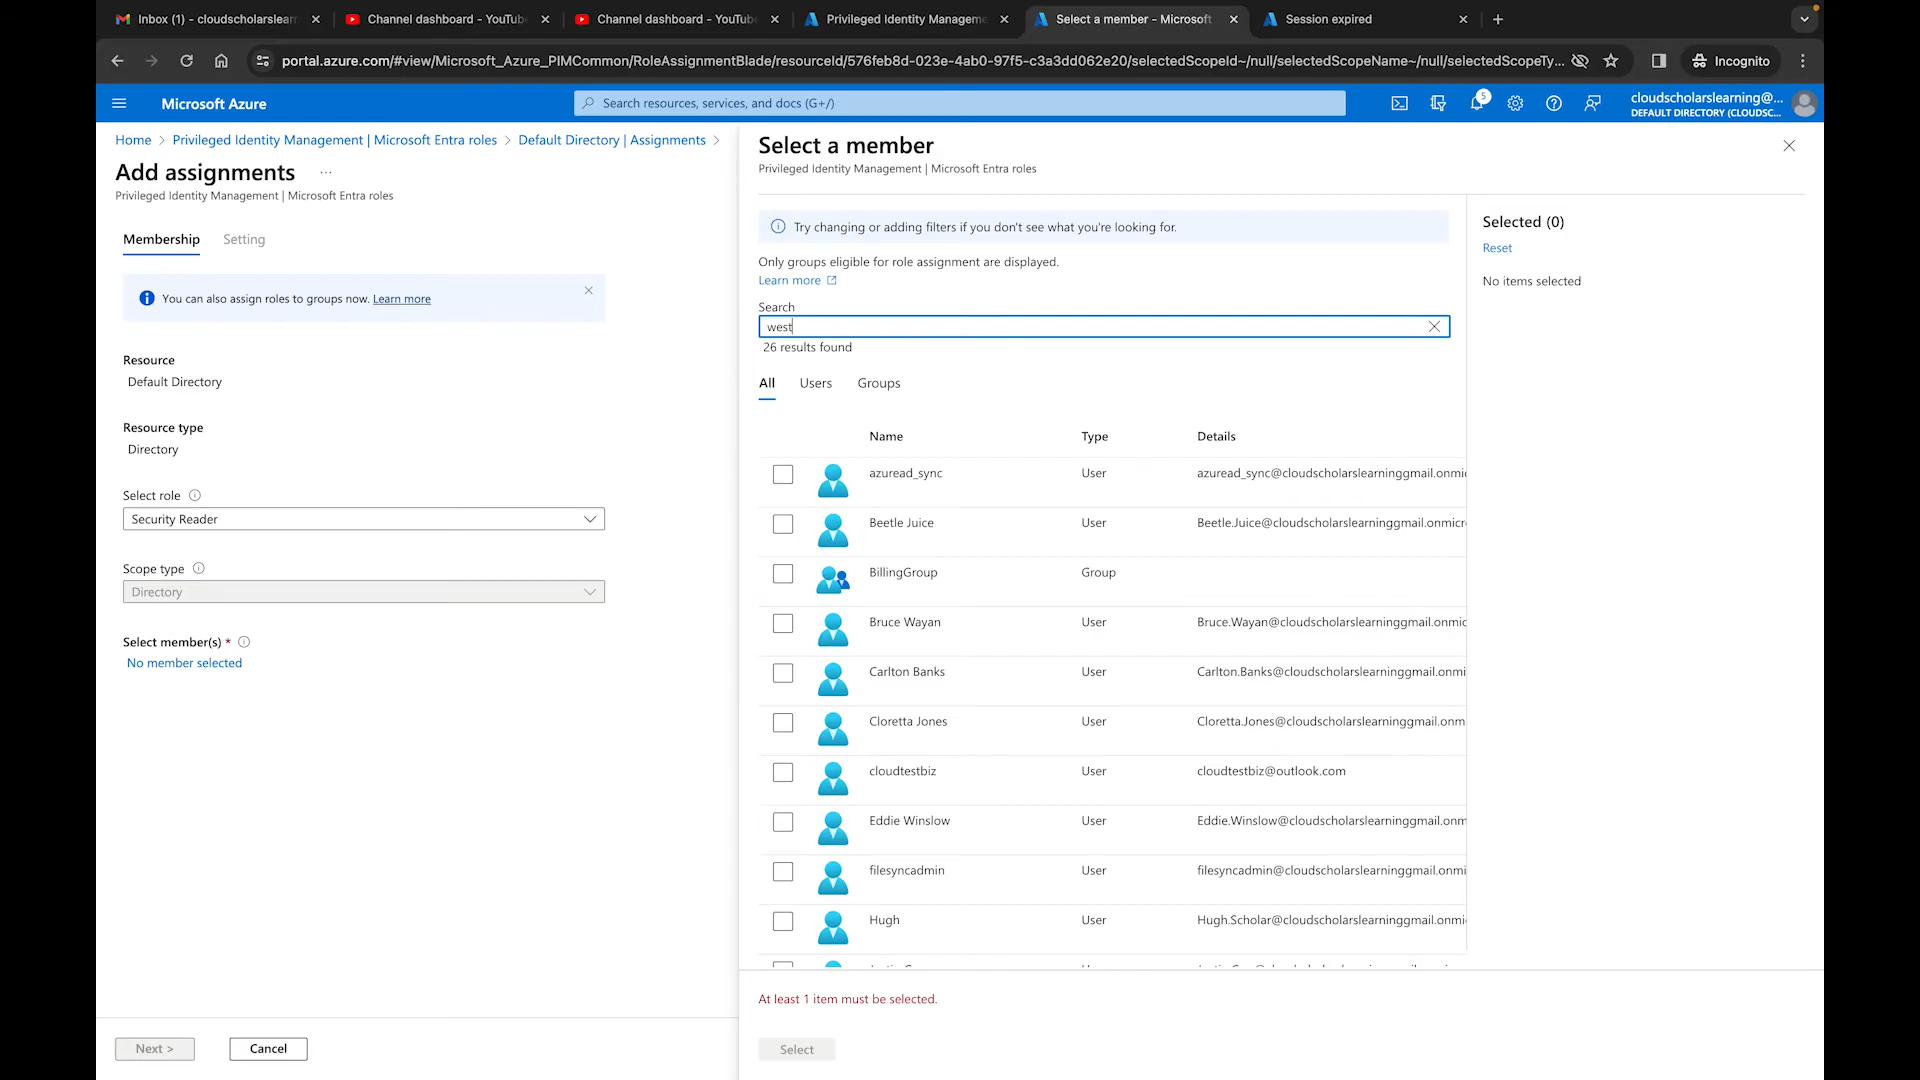 Inbox (1) - cloudscholarslearn
Channel dashboard - YouTube
Channel dashboard - YouTube
Privileged Identity Manageme
Select a member - Microsoft
Session expired
portal.azure.com/#view/Microsoft_Azure_PIMCommon/RoleAssignmentBlade/resourceId/576feb8d-023e-4ab0-97f5-c3a3dd062e20/selectedScopeId~/null/selectedScopeName~/null/selectedScopeTy...
Incognito
Microsoft Azure
Search resources, services, and docs (G+/)
5
cloudscholarslearning@...
DEFAULT DIRECTORY (CLOUDSC...
Home > Privileged Identity Management | Microsoft Entra roles > Default Directory | Assignments >
Add assignments ...
Privileged Identity Management | Microsoft Entra roles
Membership Setting
You can also assign roles to groups now. Learn more
Resource
Default Directory
Resource type
Directory
Select role
Security Reader
Scope type
Directory
Select member(s) *
No member selected
Next >
Cancel
Select a member
Privileged Identity Management | Microsoft Entra roles
Try changing or adding filters if you don't see what you're looking for.
Only groups eligible for role assignment are displayed.
Learn more
Search
west
26 results found
All Users Groups
Name Type Details
azuread_sync User azuread_sync@cloudscholarslearninggmail.onmi
Beetle Juice User Beetle.Juice@cloudscholarslearninggmail.onmicr
BillingGroup Group
Bruce Wayan User Bruce.Wayan@cloudscholarslearninggmail.onmic
Carlton Banks User Carlton.Banks@cloudscholarslearninggmail.onmi
Cloretta Jones User Cloretta.Jones@cloudscholarslearninggmail.onm
cloudtestbiz User cloudtestbiz@outlook.com
Eddie Winslow User Eddie.Winslow@cloudscholarslearninggmail.onm
filesyncadmin User filesyncadmin@cloudscholarslearninggmail.onmi
Hugh User Hugh.Scholar@cloudscholarslearninggmail.onmi
At least 1 item must be selected.
Select
Selected (0)
Reset
No items selected